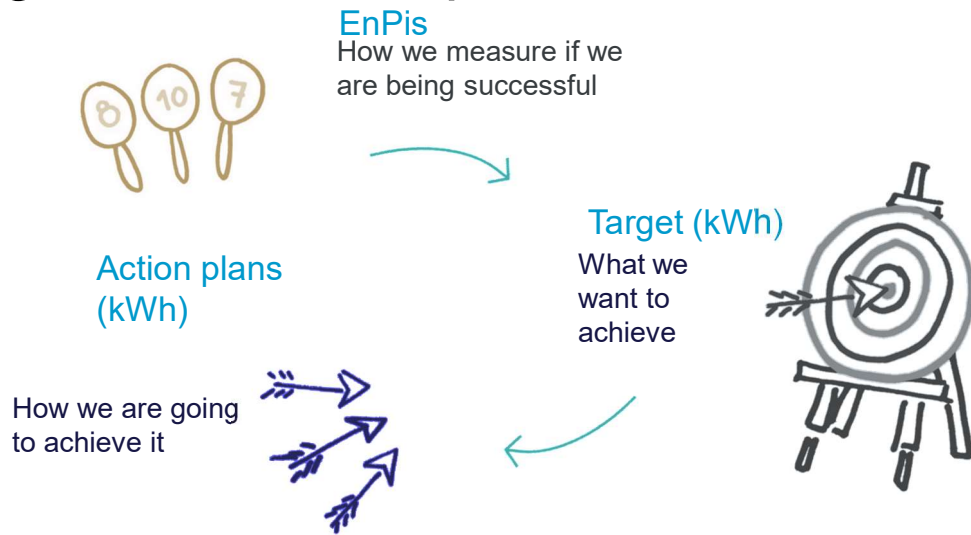 EnPis
How we measure if we
are being successful
8 10 7
Target (kWh)
What we
want to
achieve
Action plans
(kWh)
How we are going
to achieve it